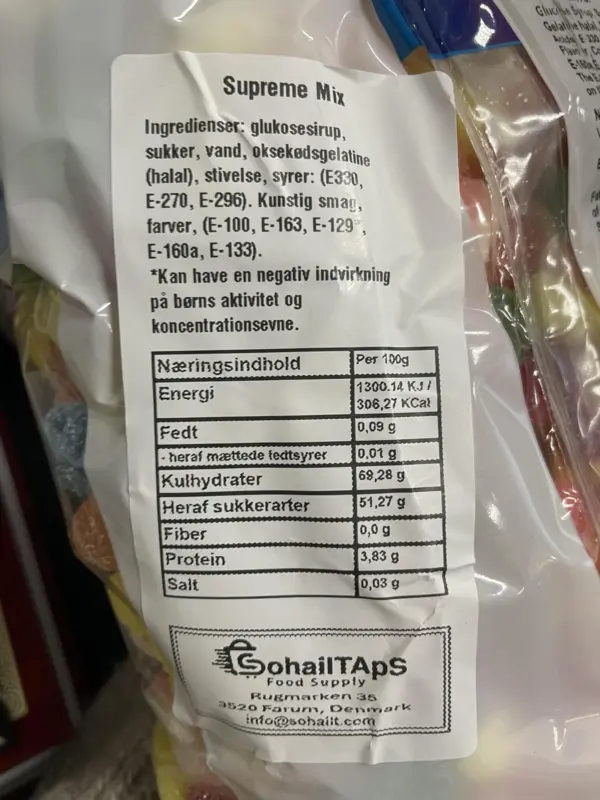 Supreme Mix
Ingredienser: glukosesirup,
sukker, vand, oksekødsgelatine
(halal), stivelse, syrer: (E330,
E-270, E-296). Kunstig smag,
farver, (E-100, E-163, E-129*,
E-160a, E-133).
*Kan have en negativ indvirkning
på børns aktivitet og
koncentrationsevne.
Næringsindhold Per 100g
Energi 1300.14 KJ /
306,27 KCal
Fedt 0,09 g
- heraf mættede fedtsyrer 0.01 g
Kulhydrater 69,28 g
Heraf sukkerarter 51,27 g
Fiber 0,0 g
Protein 3,83 g
Salt 0,03 g
SohailTApS
Food Supply
Rugmarken 35
3520 Farum, Denmark
info@sohailt.com